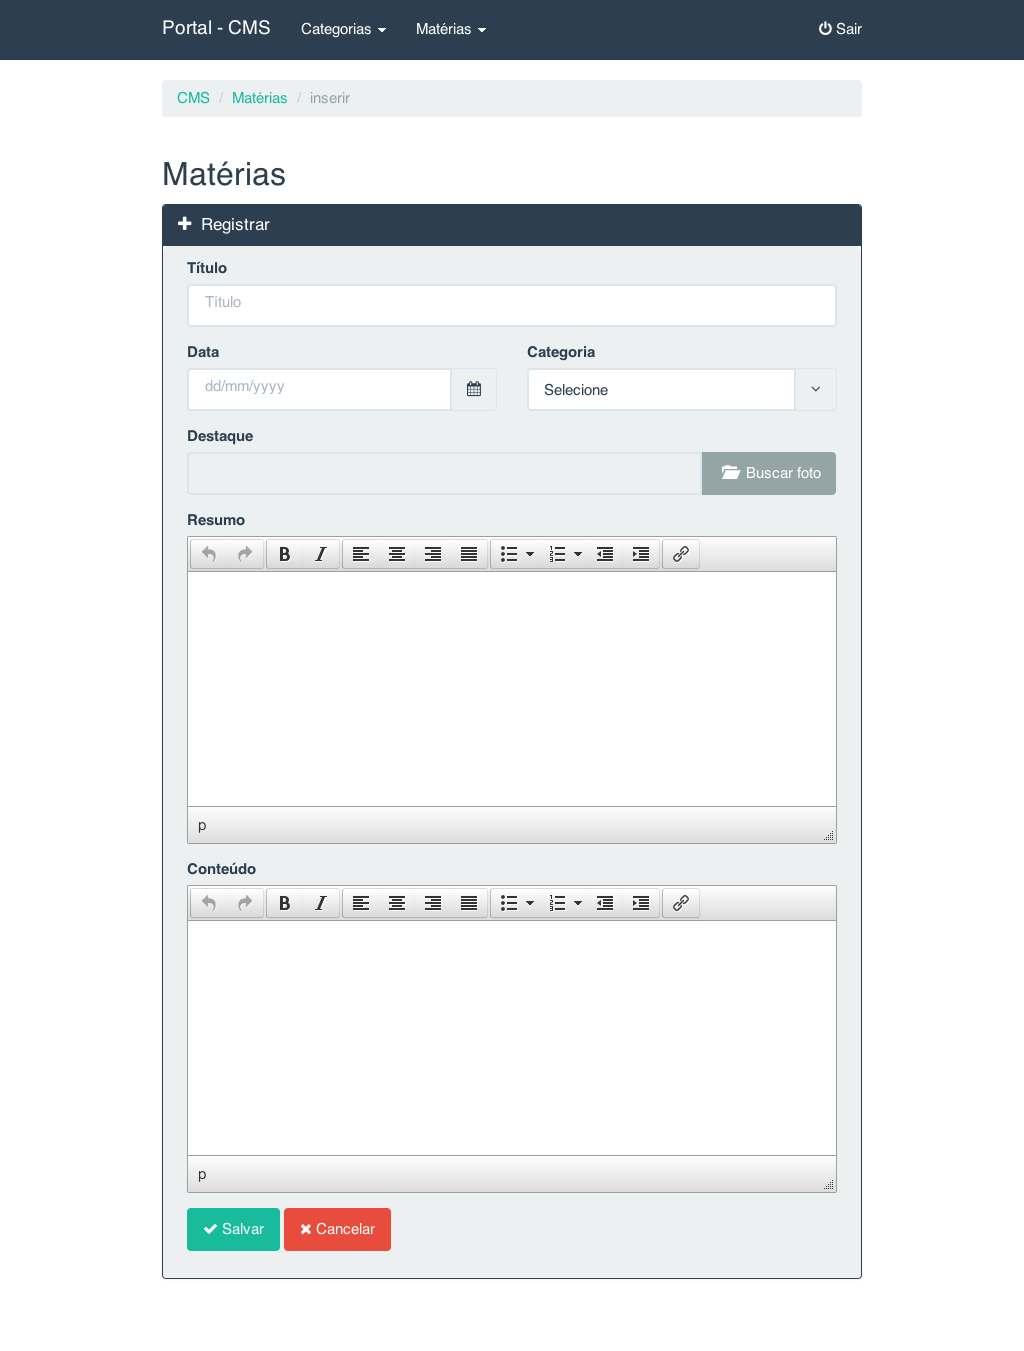 Portal - CMS Categorias Matérias Sair
CMS / Matérias / inserir
Matérias
Registrar
Título
Título
Data Categoria
dd/mm/yyyy Selecione
Destaque
Buscar foto
Resumo
p
Conteúdo
p
Salvar Cancelar